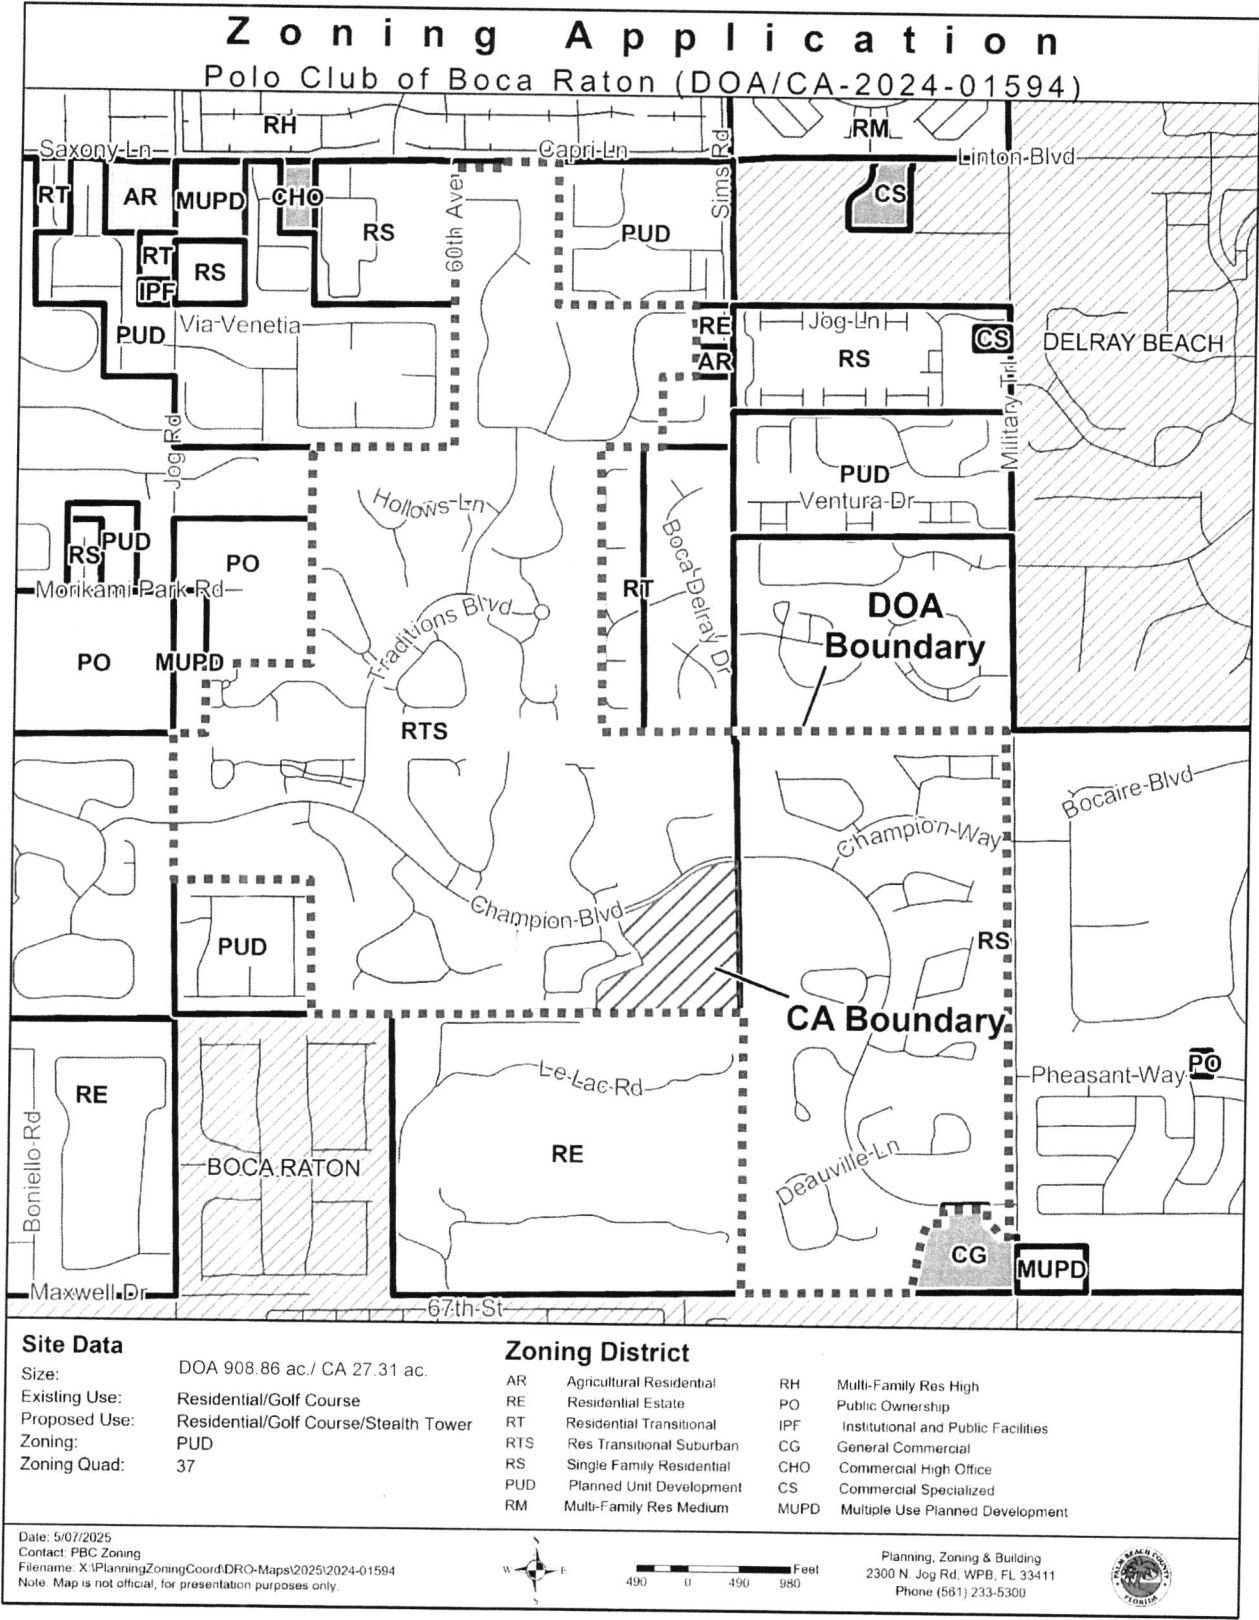 Zoning Application
Polo Club of Boca Raton (DOA/CA-2024-01594)
RH
RM
Saxony-Ln
Capri-Ln
Sims Rd
Linton-Blvd
RT
AR
MUPD
CHO
RS
60th Ave
PUD
CS
RT
RS
IPF
PUD
Via-Venetia
RE
AR
Jog-Ln
RS
CS
DELRAY BEACH
Military Trl
Jog Rd
PUD
Ventura-Dr
Hollows-Ln
RS
PUD
PO
Boca-Delray Dr
RT
Morikami Park Rd
Traditions Blvd
DOA
Boundary
PO
MUPD
RTS
Bocaire-Blvd
Champion-Way
Champion-Blvd
PUD
RS
CA Boundary
Le-Lac-Rd
Pheasant-Way
PO
RE
RE
Boniello-Rd
BOCA RATON
Deauville-Ln
CG
MUPD
Maxwell Dr
67th-St
Site Data
Size: DOA 908.86 ac./ CA 27.31 ac.
Existing Use: Residential/Golf Course
Proposed Use: Residential/Golf Course/Stealth Tower
Zoning: PUD
Zoning Quad: 37
Zoning District
AR Agricultural Residential
RE Residential Estate
RT Residential Transitional
RTS Res Transitional Suburban
RS Single Family Residential
PUD Planned Unit Development
RM Multi-Family Res Medium
RH Multi-Family Res High
PO Public Ownership
IPF Institutional and Public Facilities
CG General Commercial
CHO Commercial High Office
CS Commercial Specialized
MUPD Multiple Use Planned Development
Date: 5/07/2025
Contact: PBC Zoning
Filename: X:\PlanningZoningCoord\DRO-Maps\2025\2024-01594
Note: Map is not official, for presentation purposes only.
N
W E
S
Feet
490 0 490 980
Planning, Zoning & Building
2300 N. Jog Rd, WPB, FL 33411
Phone (561) 233-5300
PALM BEACH COUNTY
FLORIDA